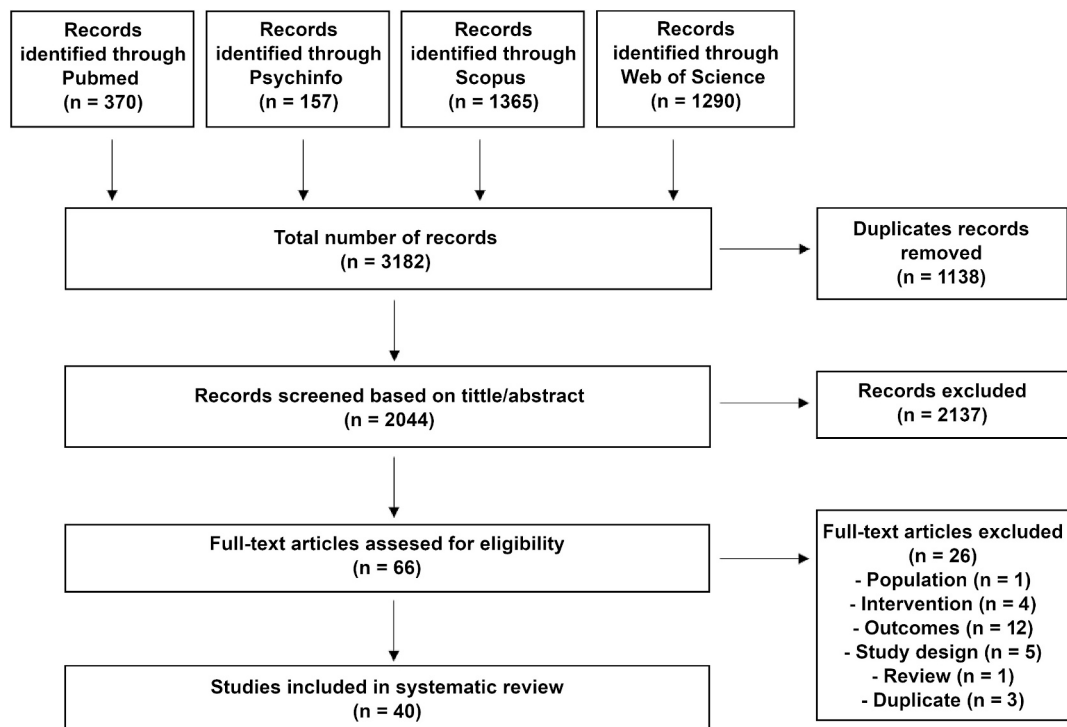 Records
identified through
Pubmed
(n = 370)
Records
identified through
Psychinfo
(n = 157)
Records
identified through
Scopus
(n = 1365)
Records
identified through
Web of Science
(n = 1290)
Total number of records
(n = 3182)
Duplicates records
removed
(n = 1138)
Records screened based on tittle/abstract
(n = 2044)
Records excluded
(n = 2137)
Full-text articles assesed for eligibility
(n = 66)
Full-text articles excluded
(n = 26)
- Population (n = 1)
- Intervention (n = 4)
- Outcomes (n = 12)
- Study design (n = 5)
- Review (n = 1)
- Duplicate (n = 3)
Studies included in systematic review
(n = 40)